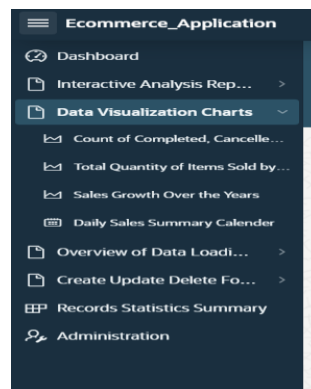 Ecommerce_Application
Dashboard
Interactive Analysis Rep...
Data Visualization Charts
Count of Completed, Cancelle...
Total Quantity of Items Sold by...
Sales Growth Over the Years
Daily Sales Summary Calender
Overview of Data Loadi...
Create Update Delete Fo...
Records Statistics Summary
Administration